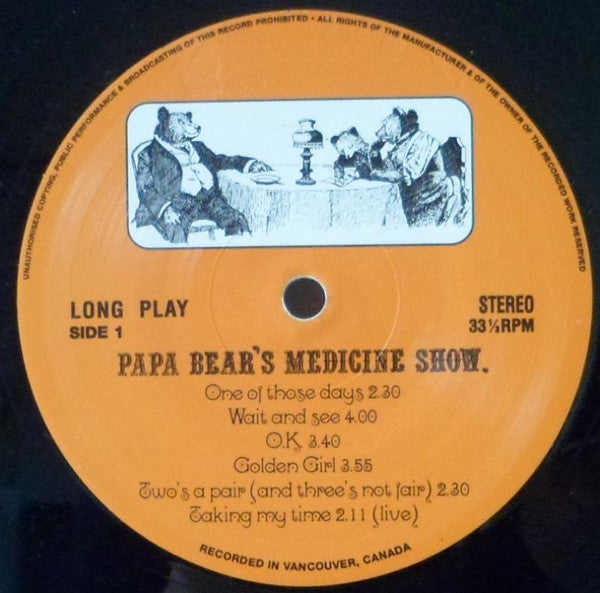 UNAUTHORISED COPYING, PUBLIC PERFORMANCE & BROADCASTING OF THIS RECORD PROHIBITED • ALL RIGHTS OF THE MANUFACTURER & OF THE OWNER OF THE RECORDED WORK RESERVED
LONG PLAY
SIDE 1
STEREO
33⅓RPM
PAPA BEAR'S MEDICINE SHOW.
One of those days 2.30
Wait and see 4.00
O.K. 3.40
Golden Girl 3.55
Two's a pair (and three's not fair) 2.30
Taking my time 2.11 (live)
RECORDED IN VANCOUVER, CANADA